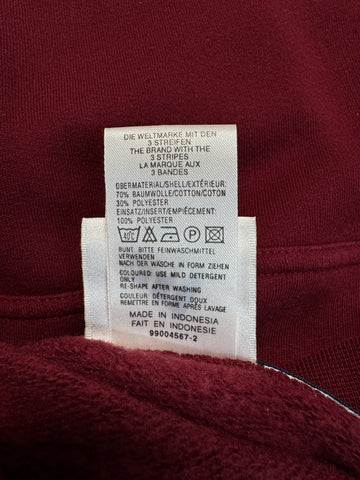 DIE WELTMARKE MIT DEN
3 STREIFEN
THE BRAND WITH THE
3 STRIPES
LA MARQUE AUX
3 BANDES
OBERMATERIAL/SHELL/EXTÉRIEUR:
70% BAUMWOLLE/COTTON/COTON
30% POLYESTER
EINSATZ/INSERT/EMPIÈCEMENT:
100% POLYESTER
40°C P
BUNT. BITTE FEINWASCHMITTEL
VERWENDEN
NACH DER WÄSCHE IN FORM ZIEHEN
COLOURED: USE MILD DETERGENT
ONLY
RE-SHAPE AFTER WASHING
COULEUR: DÉTERGENT DOUX
REMETTRE EN FORME APRÈS LAVAGE
MADE IN INDONESIA
FAIT EN INDONESIE
99004567-2